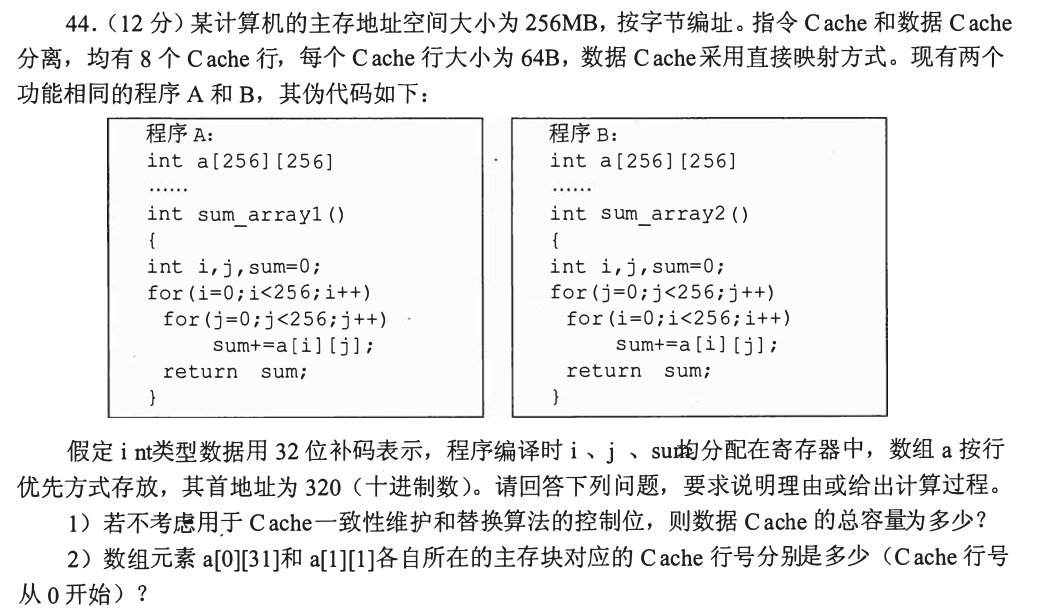 44.（12 分）某计算机的主存地址空间大小为 256MB，按字节编址。指令 Cache 和数据 Cache
分离，均有 8 个 Cache 行，每个 Cache 行大小为 64B，数据 Cache 采用直接映射方式。现有两个
功能相同的程序 A 和 B，其伪代码如下：
程序 A:
int a[256][256]
……
int sum_array1()
{
int i,j,sum=0;
for(i=0;i<256;i++)
for(j=0;j<256;j++)
sum+=a[i][j];
return sum;
}
程序 B:
int a[256][256]
……
int sum_array2()
{
int i,j,sum=0;
for(j=0;j<256;j++)
for(i=0;i<256;i++)
sum+=a[i][j];
return sum;
}
假定 int类型数据用 32 位补码表示，程序编译时 i 、j 、sum均分配在寄存器中，数组 a 按行
优先方式存放，其首地址为 320（十进制数）。请回答下列问题，要求说明理由或给出计算过程。
1）若不考虑用于 Cache一致性维护和替换算法的控制位，则数据 Cache 的总容量为多少？
2）数组元素 a[0][31]和 a[1][1]各自所在的主存块对应的 Cache 行号分别是多少（Cache 行号
从 0 开始）？